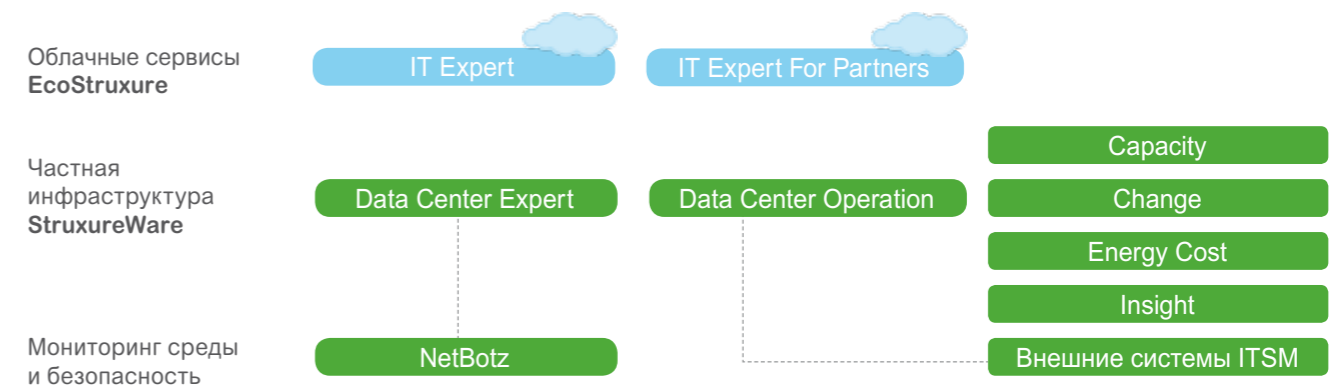 Облачные сервисы
EcoStruxure
IT Expert
IT Expert For Partners
Частная
инфраструктура
StruxureWare
Data Center Expert
Data Center Operation
Capacity
Change
Energy Cost
Insight
Мониторинг среды
и безопасность
NetBotz
Внешние системы ITSM